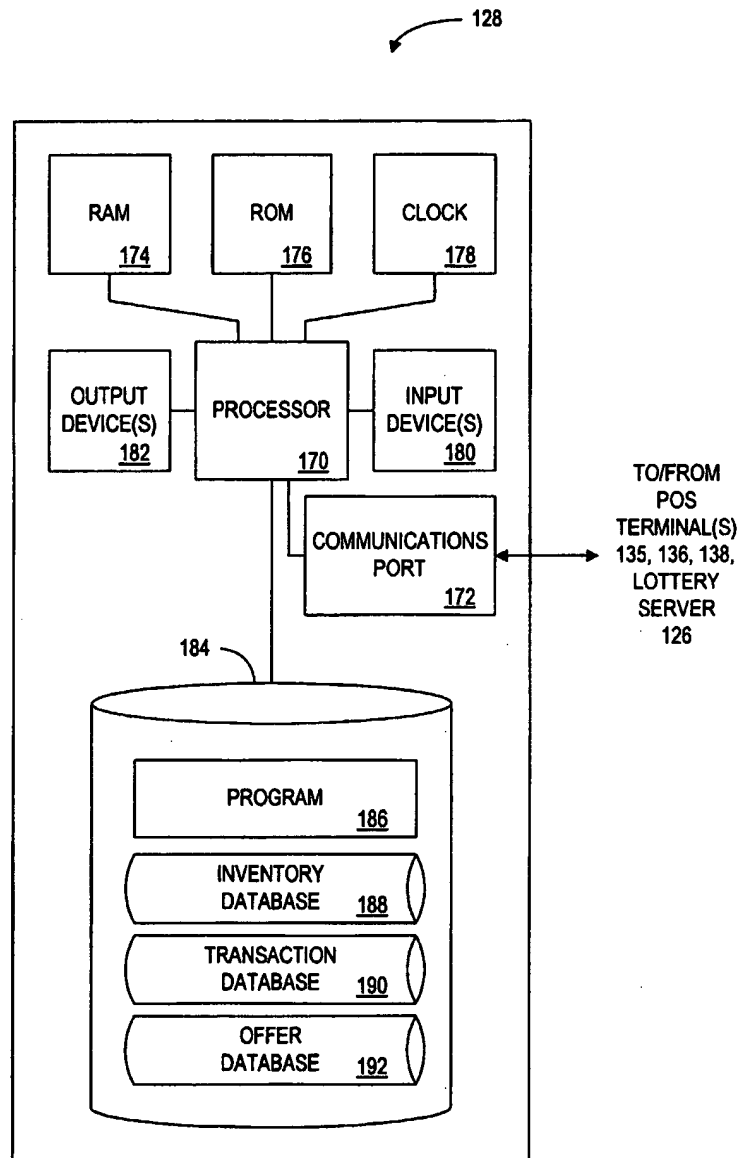 128
RAM
174
ROM
176
CLOCK
178
OUTPUT
DEVICE(S)
182
PROCESSOR
170
INPUT
DEVICE(S)
180
COMMUNICATIONS
PORT
172
TO/FROM
POS
TERMINAL(S)
135, 136, 138,
LOTTERY
SERVER
126
184
PROGRAM
186
INVENTORY
DATABASE
188
TRANSACTION
DATABASE
190
OFFER
DATABASE
192